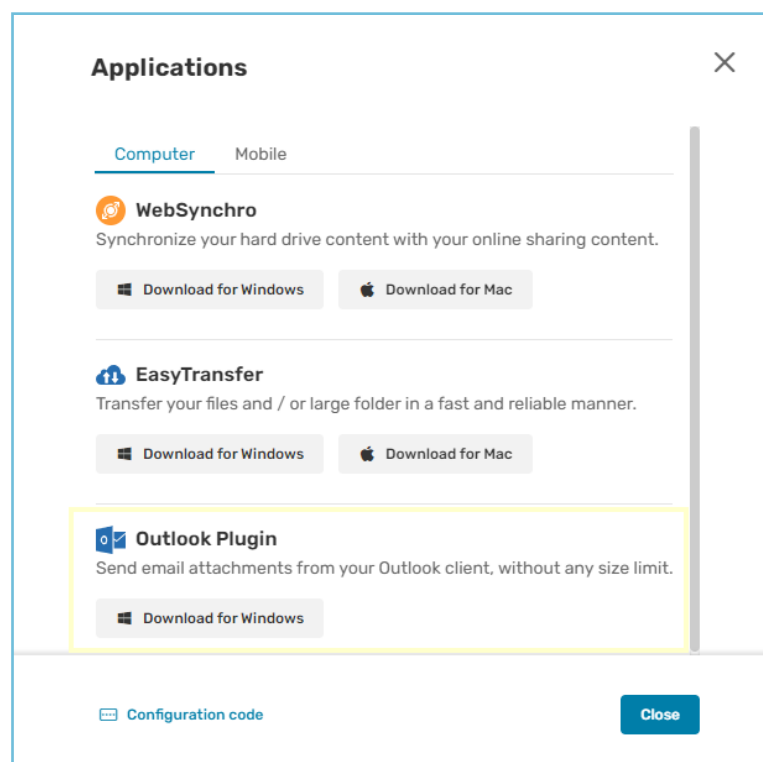 Applications
Computer Mobile
WebSynchro
Synchronize your hard drive content with your online sharing content.
Download for Windows Download for Mac
EasyTransfer
Transfer your files and / or large folder in a fast and reliable manner.
Download for Windows Download for Mac
Outlook Plugin
Send email attachments from your Outlook client, without any size limit.
Download for Windows
Configuration code Close